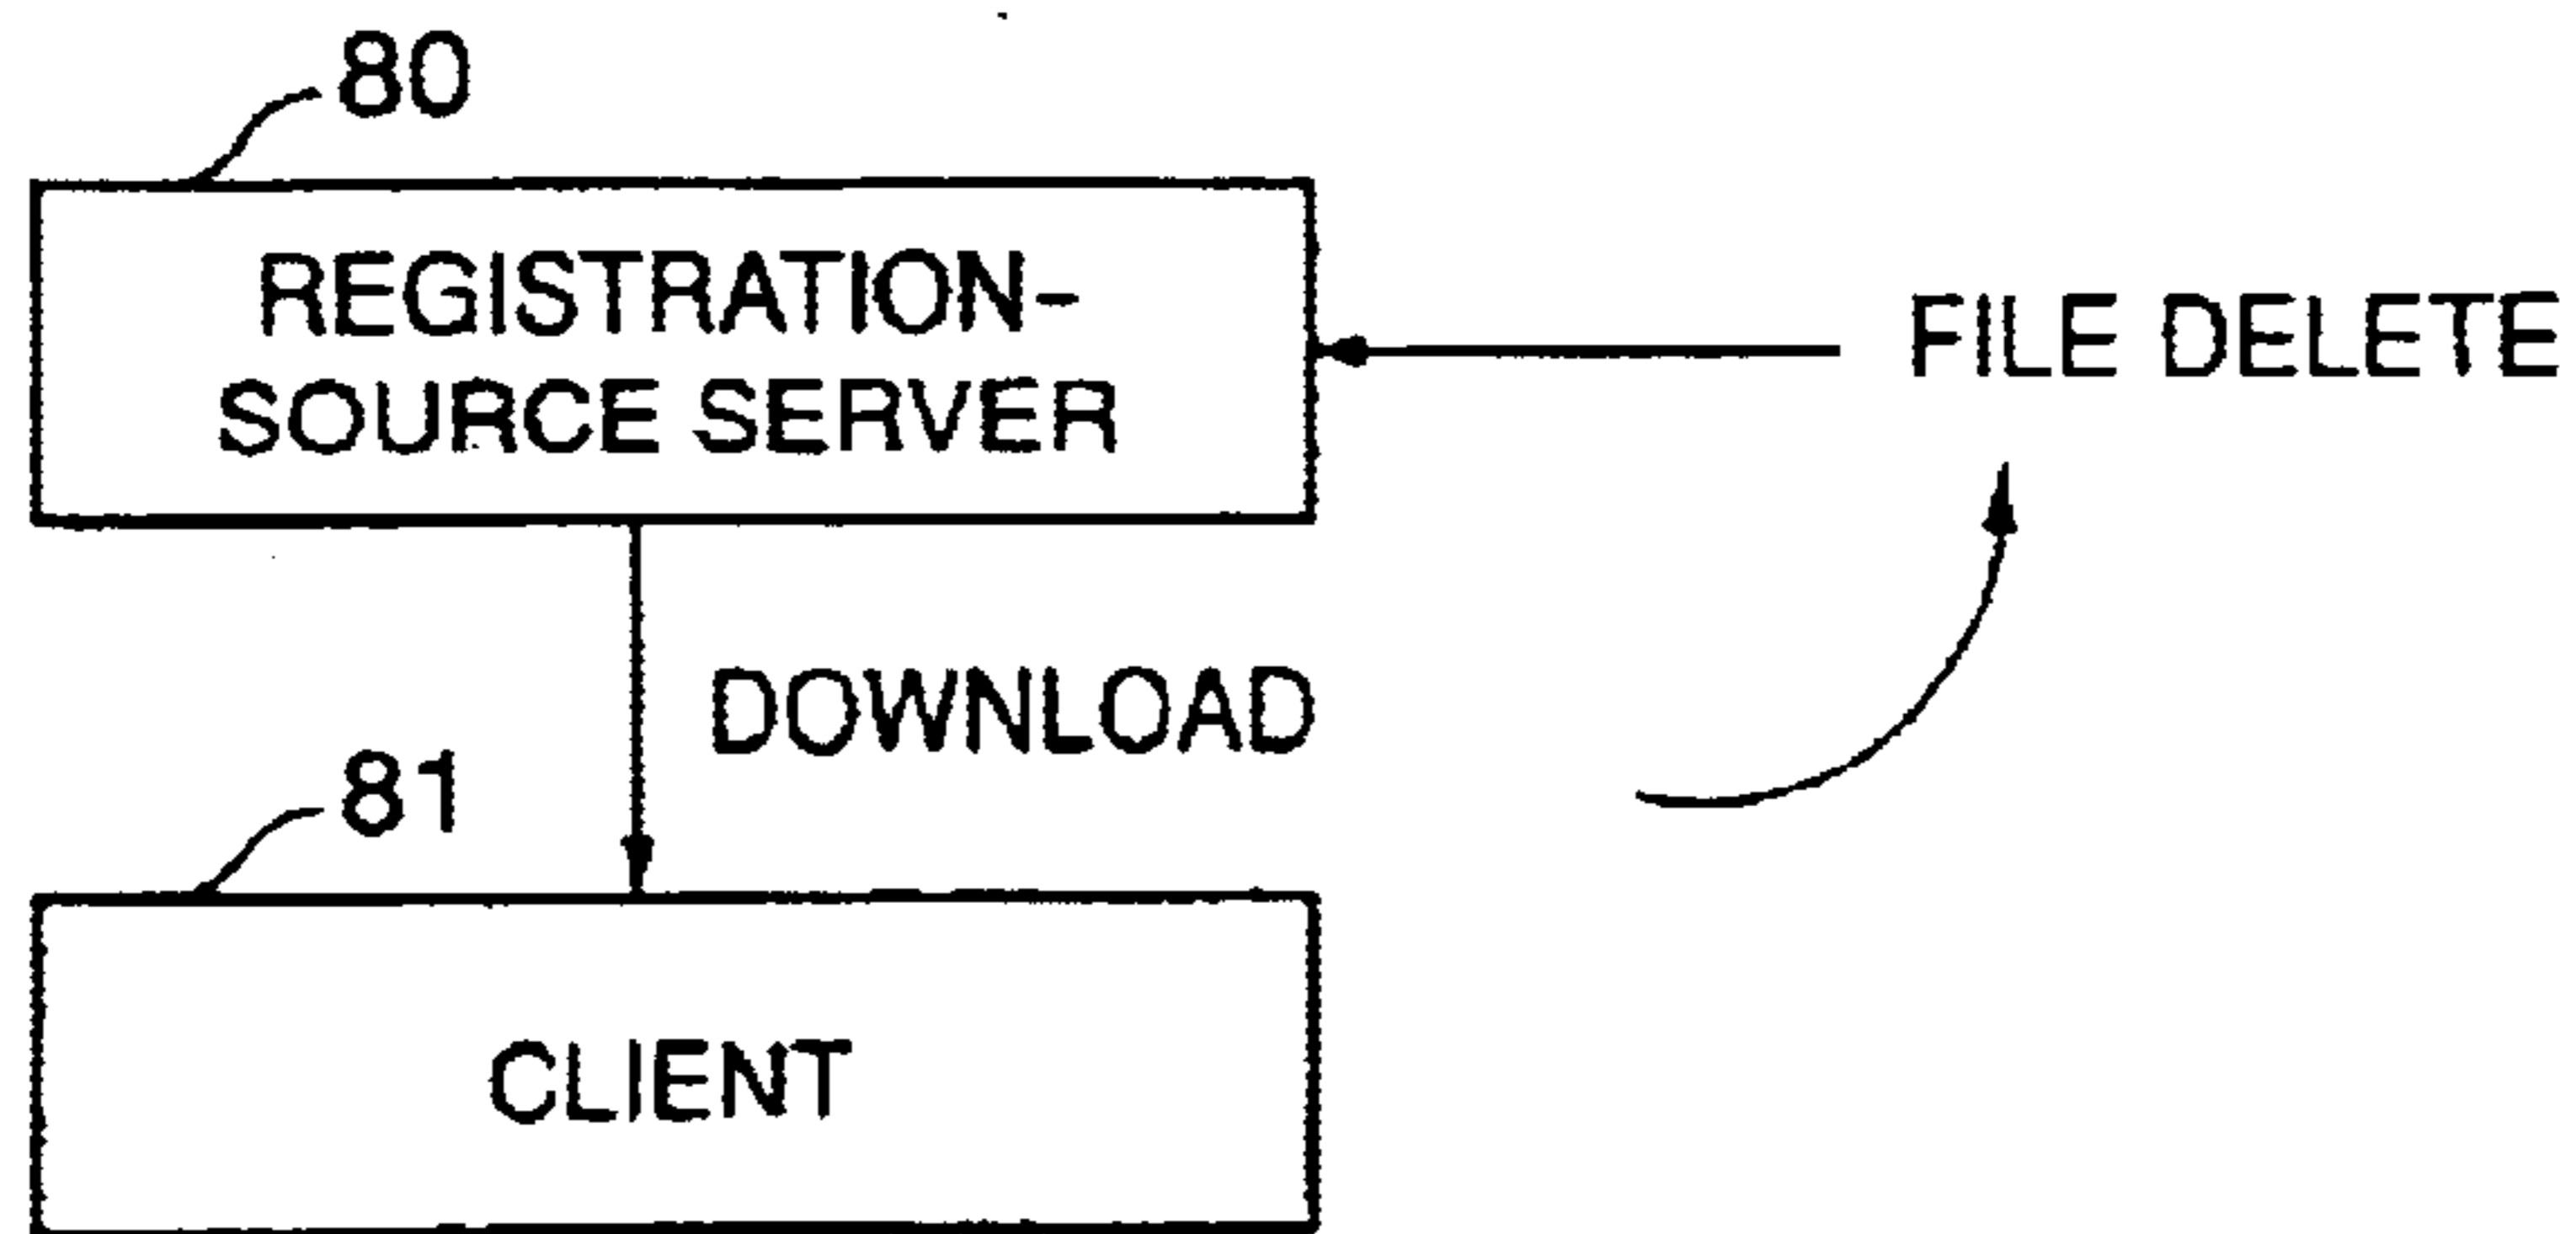 80
REGISTRATION-
SOURCE SERVER
FILE DELETE
DOWNLOAD
81
CLIENT